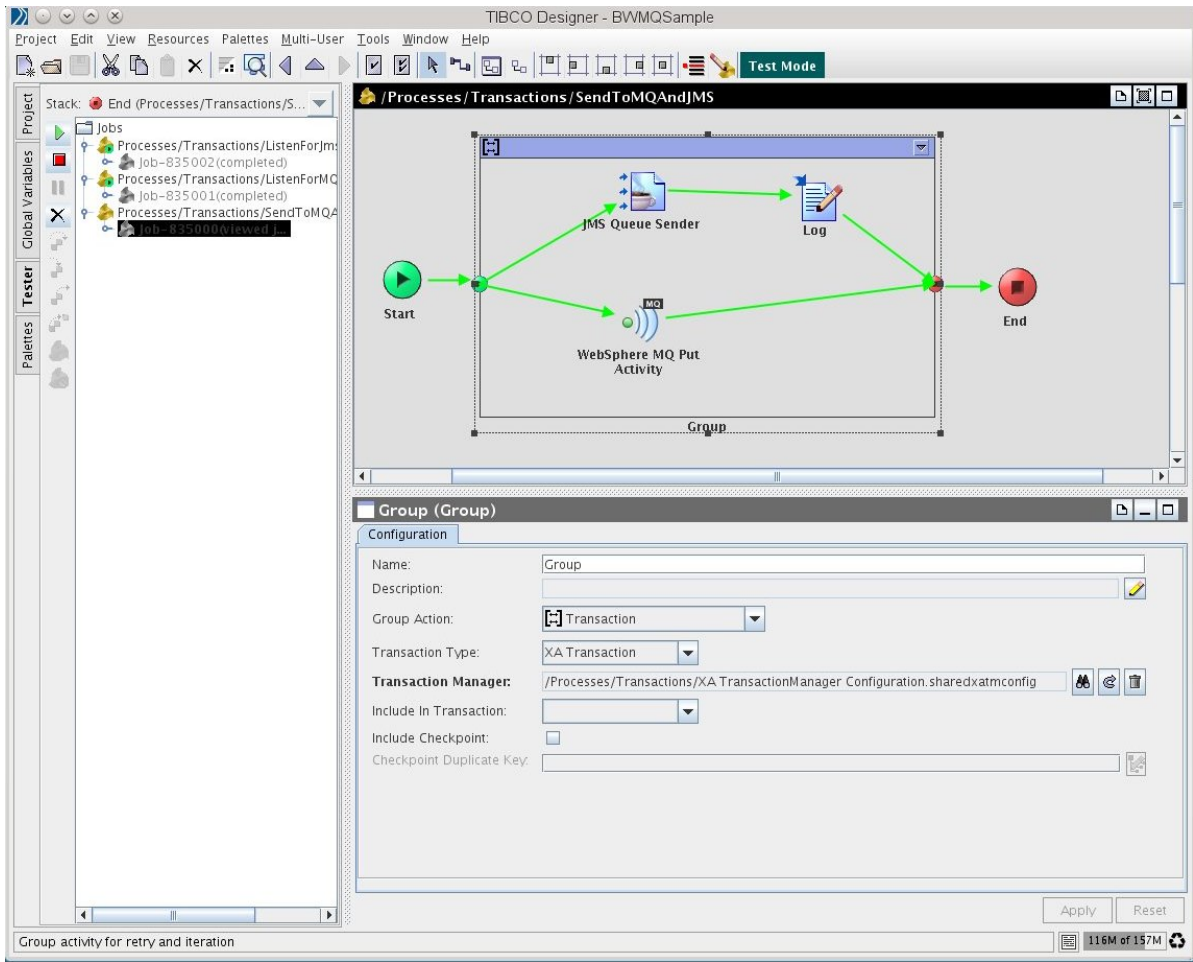 TIBCO Designer - BWMQSample
Project Edit View Resources Palettes Multi-User Tools Window Help
Test Mode
Project
Global Variables
Tester
Palettes
Stack: End (Processes/Transactions/S...
Jobs
Processes/Transactions/ListenForJm
Job-835002(completed)
Processes/Transactions/ListenForMQ
Job-835001(completed)
Processes/Transactions/SendToMQA
Job-835000(viewed j...
/Processes/Transactions/SendToMQAndJMS
JMS Queue Sender
Log
Start
MQ
End
WebSphere MQ Put
Activity
Group
Group (Group)
Configuration
Name: Group
Description:
Group Action: Transaction
Transaction Type: XA Transaction
Transaction Manager: /Processes/Transactions/XA TransactionManager Configuration.sharedxatmconfig
Include In Transaction:
Include Checkpoint:
Checkpoint Duplicate Key:
Apply Reset
Group activity for retry and iteration
116M of 157M